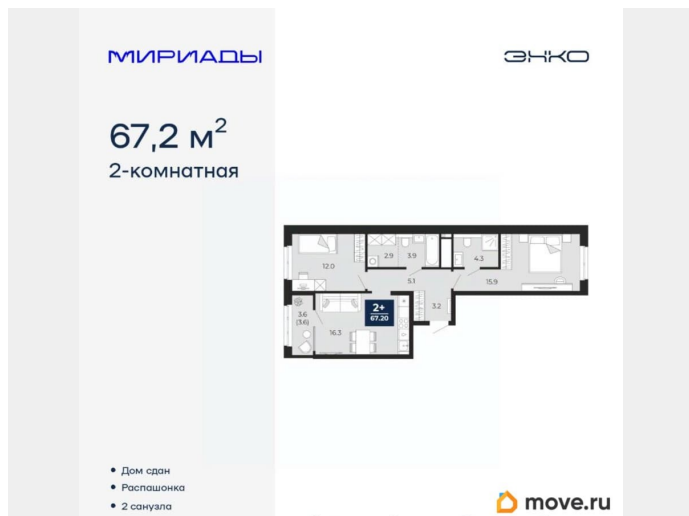 МИРИАДЫ
ЭНКО
67,2 м²
2-комнатная
12.0
2.9
3.9
4.3
5.1
15.9
3.6
(3.6)
16.3
2+
67.20
3.2
• Дом сдан
• Распашонка
• 2 санузла
move.ru